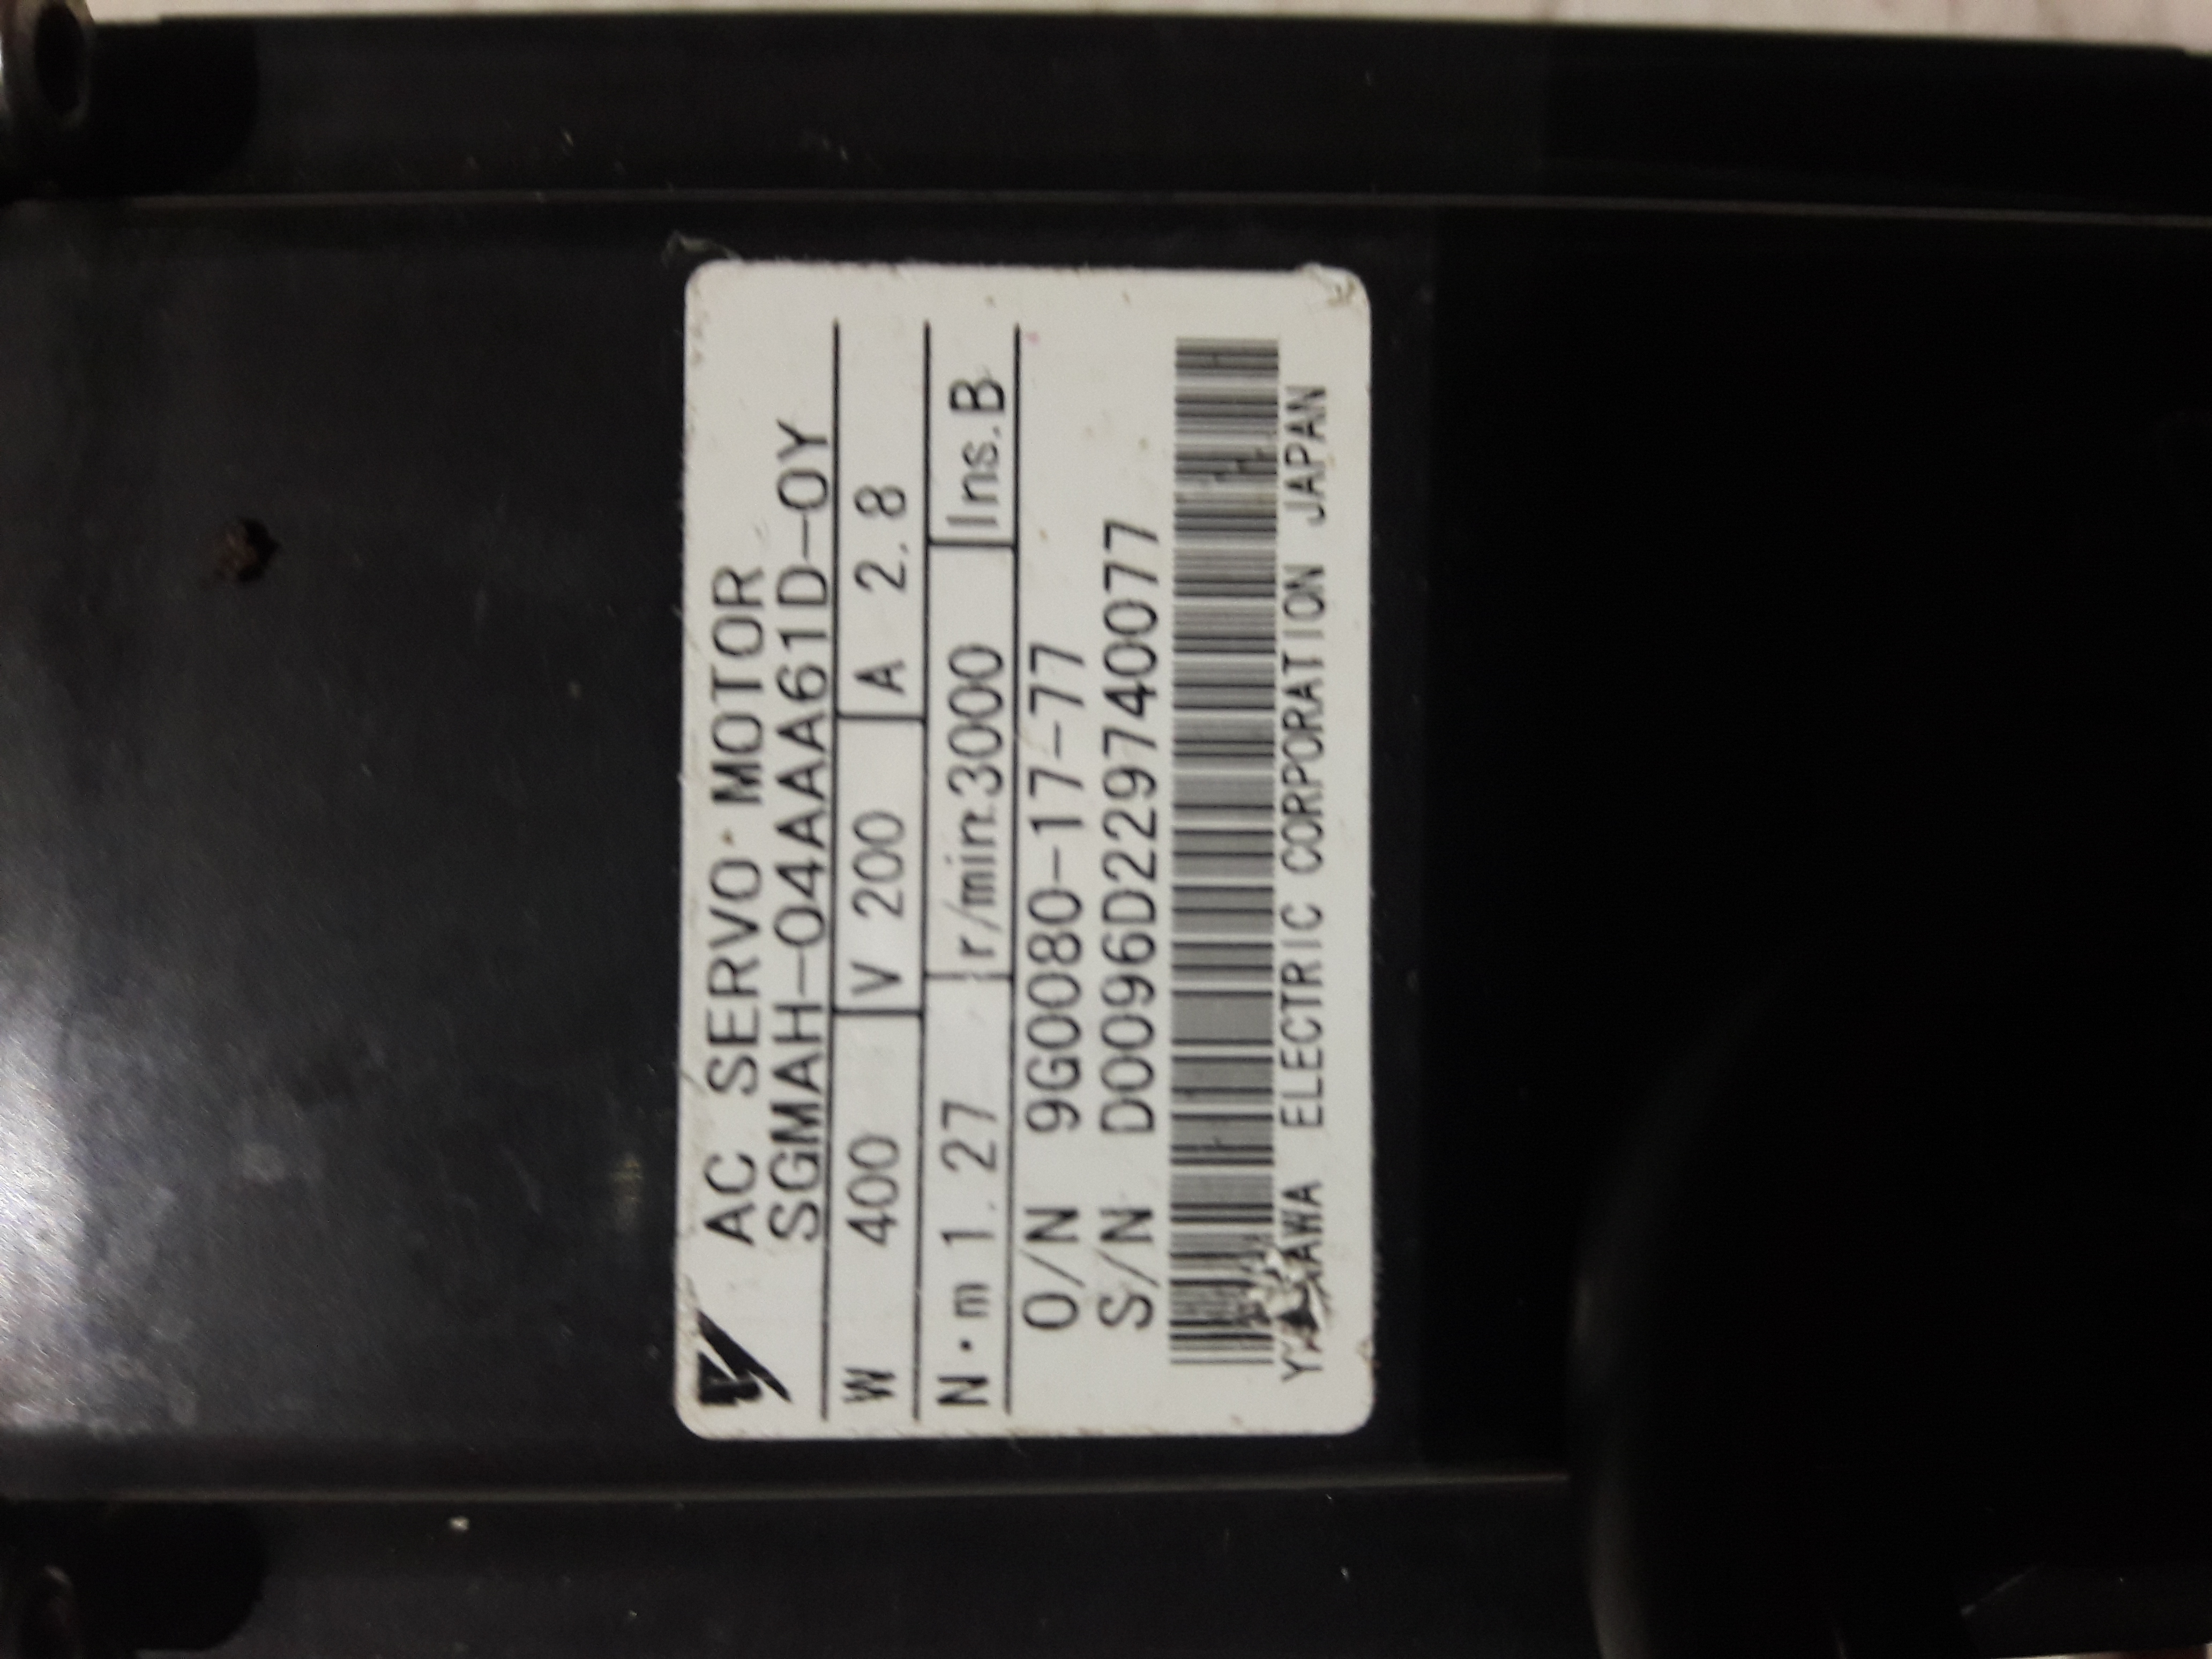 AC SERVO MOTOR
SGMAH-04AAA61D-OY
W 400 V 200 A 2.8
N·m 1.27 r/min 3000 Ins. B
O/N 9G0080-17-77
S/N D0096D229740077
ELECTRIC CORPORATION JAPAN